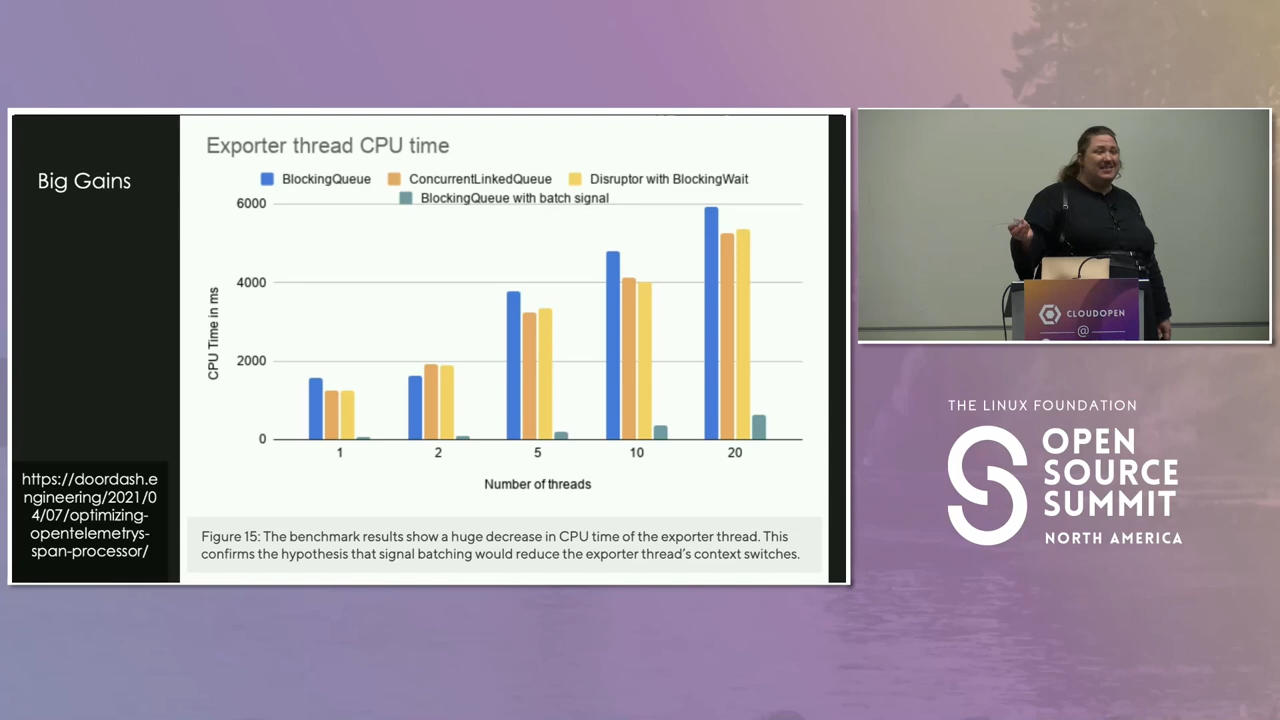 Big Gains
https://doordash.e
ngineering/2021/0
4/07/optimizing-
opentelemetrys-
span-processor/
Exporter thread CPU time
BlockingQueue
ConcurrentLinkedQueue
Disruptor with BlockingWait
BlockingQueue with batch signal
CPU Time in ms
6000
4000
2000
0
1
2
5
10
20
Number of threads
Figure 15: The benchmark results show a huge decrease in CPU time of the exporter thread. This
confirms the hypothesis that signal batching would reduce the exporter thread's context switches.
CLOUDOPEN
@
THE LINUX FOUNDATION
OPEN
SOURCE
SUMMIT
NORTH AMERICA